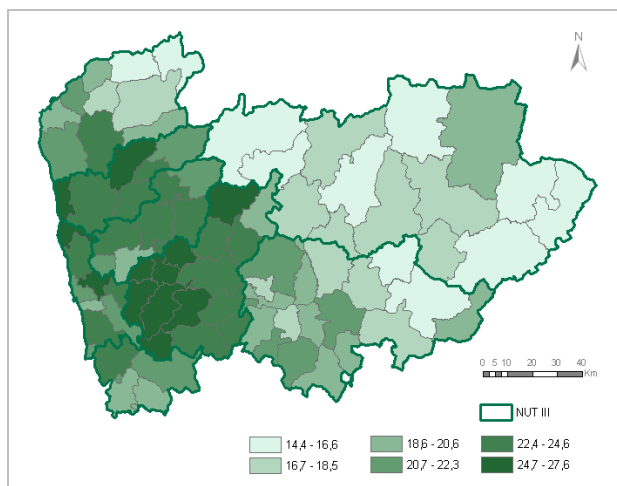 N
0 5 10 20 30 40
Km
NUT III
14,4 - 16,6
18,6 - 20,6
22,4 - 24,6
16,7 - 18,5
20,7 - 22,3
24,7 - 27,6